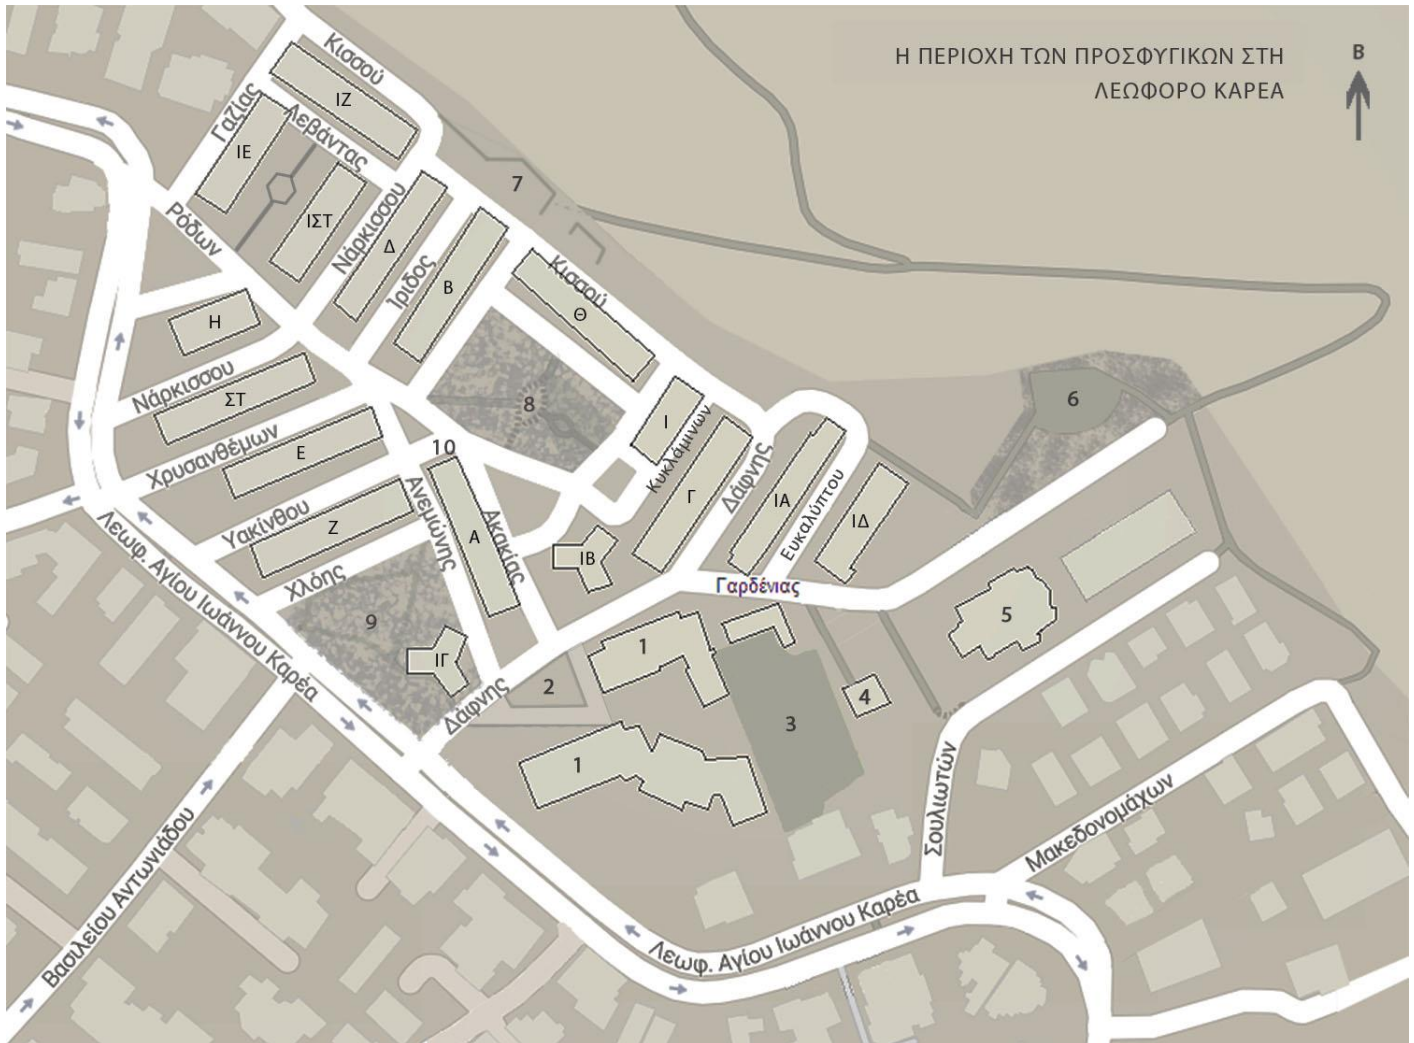 Η ΠΕΡΙΟΧΗ ΤΩΝ ΠΡΟΣΦΥΓΙΚΩΝ ΣΤΗ
ΛΕΩΦΟΡΟ ΚΑΡΕΑ
Β
Κισσού
ΙΖ
Γαζίας
Λεβάντας
ΙΕ
7
ΙΣΤ
Ρόδων
Νάρκισσου
Δ
Ίριδος
Β
Κισσού
Θ
Η
Νάρκισσου
ΣΤ
8
6
Ι
Κυκλάμινων
Χρυσανθέμων
Ε
10
Δάφνης
Γ
ΙΑ
Ευκαλύπτου
ΙΔ
Υακίνθου
Ζ
Ανεμώνης
Α
Ακακίας
ΙΒ
Χλόης
Γαρδένιας
Λεωφ. Αγίου Ιωάννου Καρέα
9
5
ΙΓ
1
2
4
Δάφνης
3
1
Σουλιωτών
Μακεδονομάχων
Βασιλείου Αντωνιάδου
Λεωφ. Αγίου Ιωάννου Καρέα